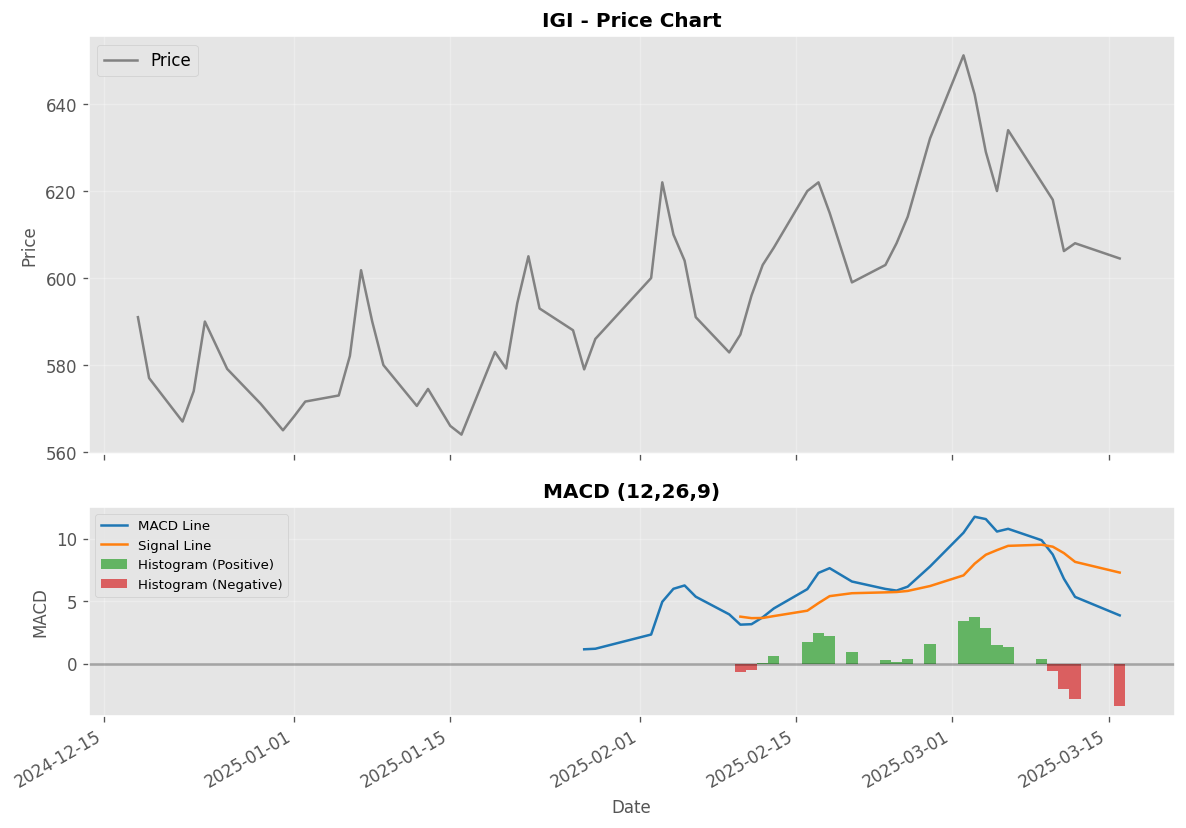 IGI - Price Chart
Price
640
620
600
580
560
Price
MACD (12,26,9)
MACD Line
Signal Line
Histogram (Positive)
Histogram (Negative)
10
5
0
MACD
2024-12-15
2025-01-01
2025-01-15
2025-02-01
2025-02-15
2025-03-01
2025-03-15
Date